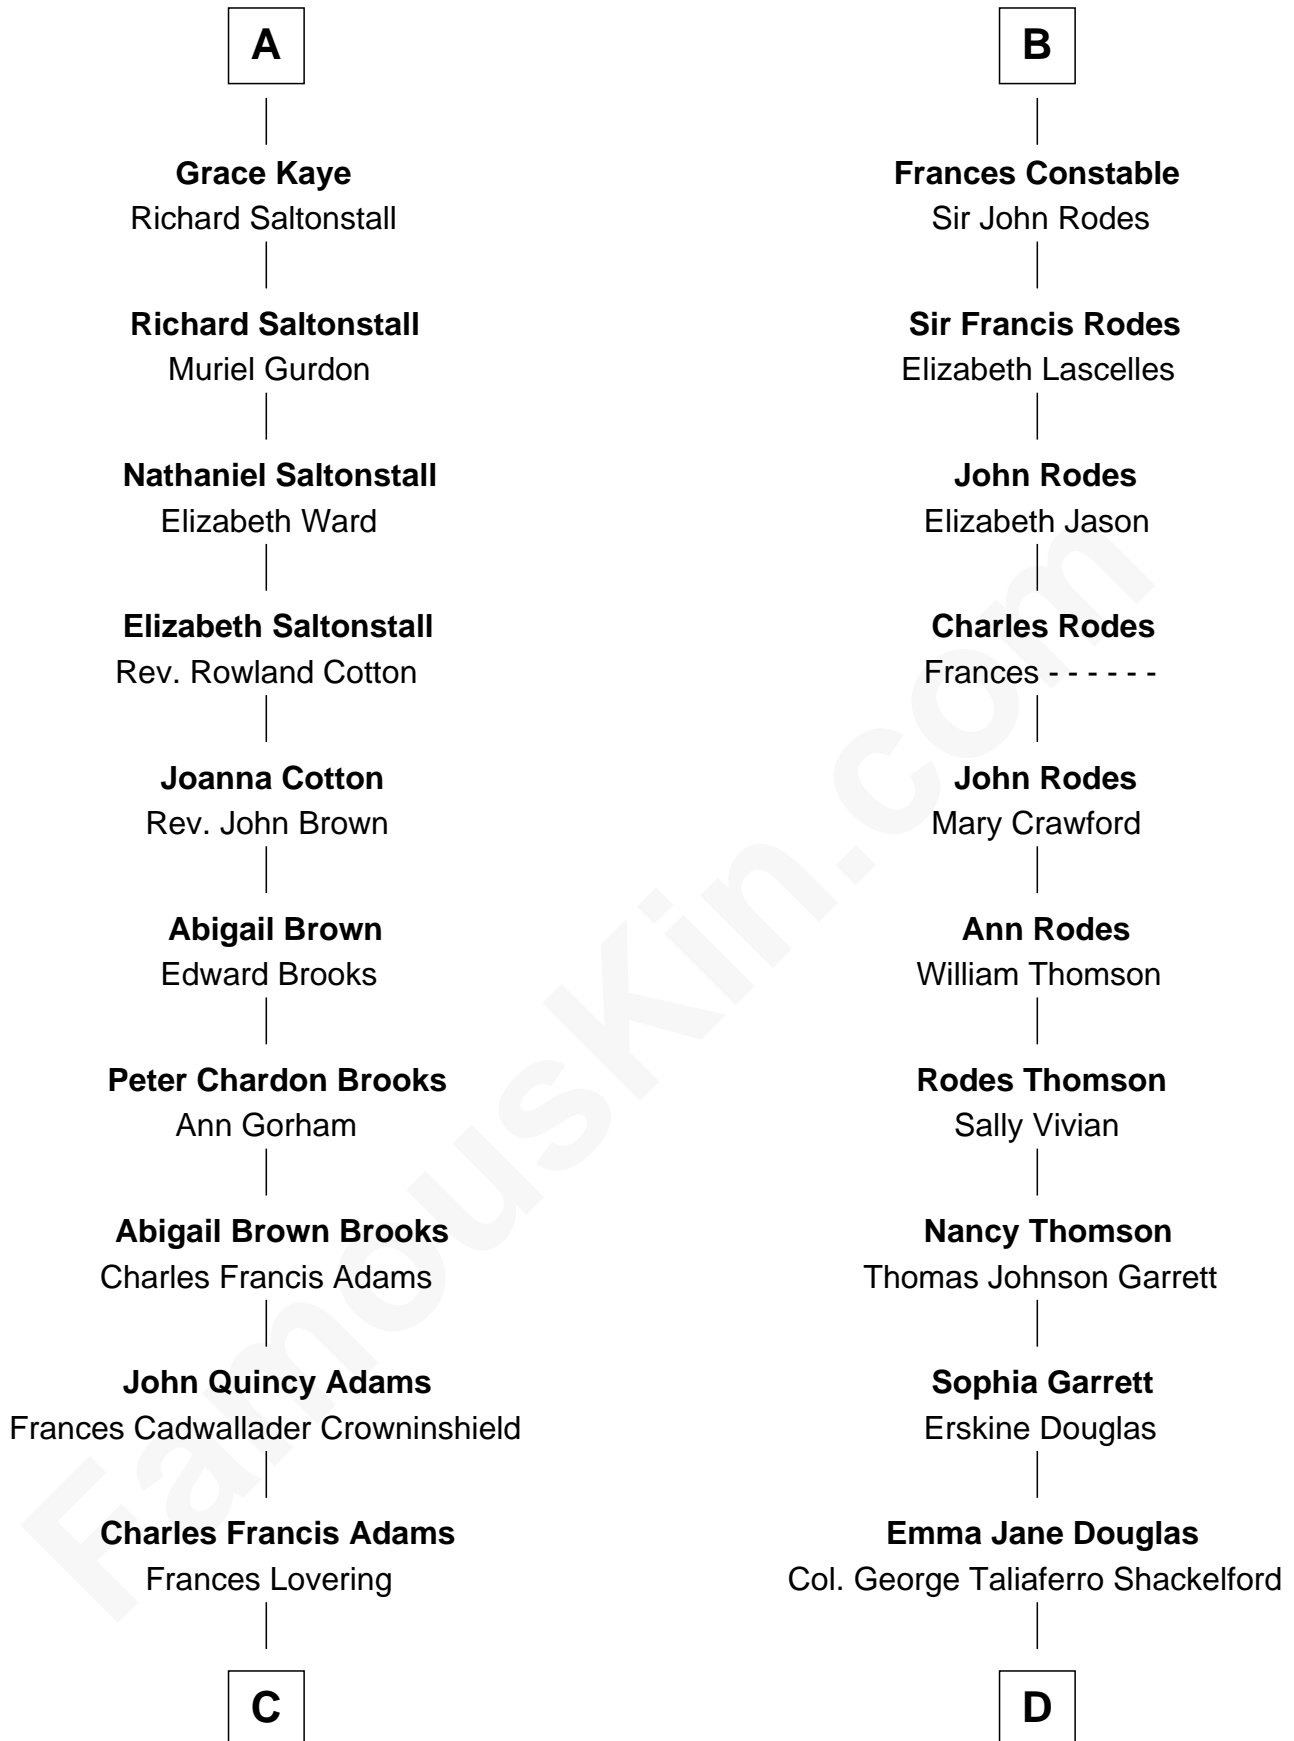 A
Grace Kaye
Richard Saltonstall
Richard Saltonstall
Muriel Gurdon
Nathaniel Saltonstall
Elizabeth Ward
Elizabeth Saltonstall
Rev. Rowland Cotton
Joanna Cotton
Rev. John Brown
Abigail Brown
Edward Brooks
Peter Chardon Brooks
Ann Gorham
Abigail Brown Brooks
Charles Francis Adams
John Quincy Adams
Frances Cadwallader Crowninshield
Charles Francis Adams
Frances Lovering
C
B
Frances Constable
Sir John Rodes
Sir Francis Rodes
Elizabeth Lascelles
John Rodes
Elizabeth Jason
Charles Rodes
Frances - - - - - -
John Rodes
Mary Crawford
Ann Rodes
William Thomson
Rodes Thomson
Sally Vivian
Nancy Thomson
Thomas Johnson Garrett
Sophia Garrett
Erskine Douglas
Emma Jane Douglas
Col. George Taliaferro Shackelford
D
FamousKin.com